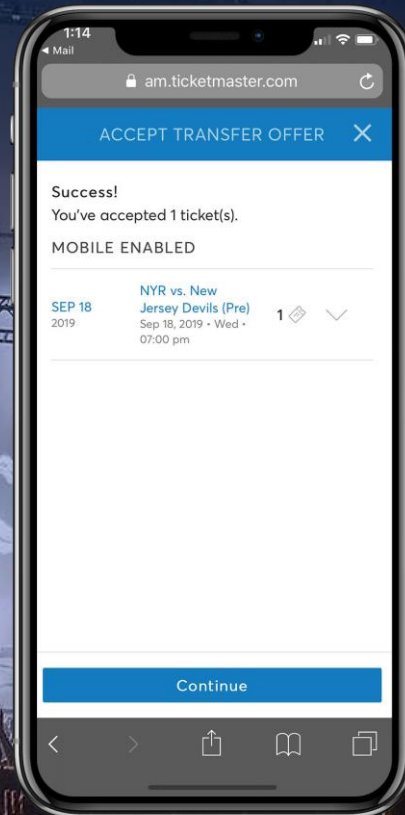 1:14
Mail
am.ticketmaster.com
ACCEPT TRANSFER OFFER
Success!
You've accepted 1 ticket(s).
MOBILE ENABLED
SEP 18
2019
NYR vs. New
Jersey Devils (Pre)
Sep 18, 2019 • Wed •
07:00 pm
1
Continue